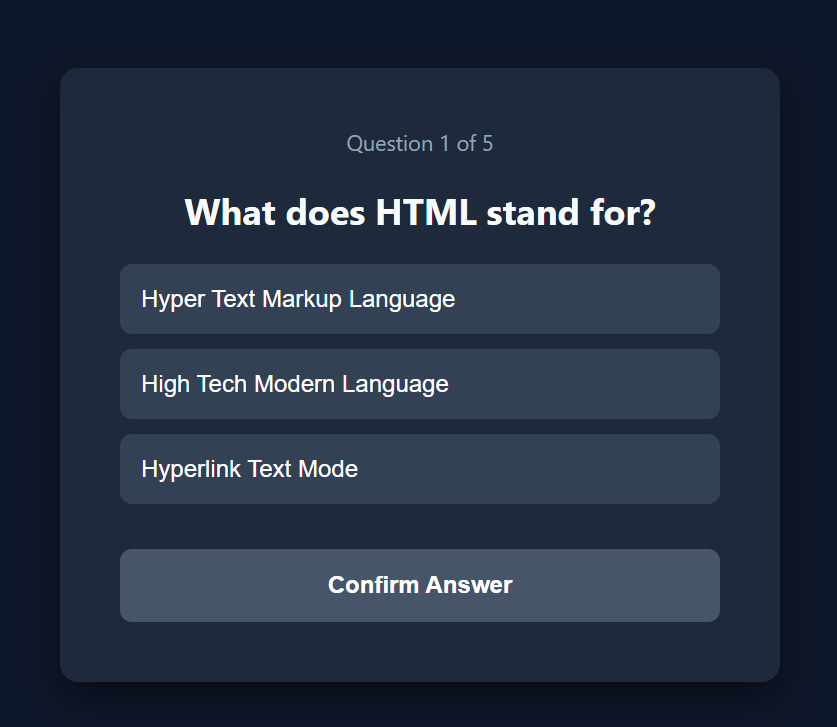 Question 1 of 5
What does HTML stand for?
Hyper Text Markup Language
High Tech Modern Language
Hyperlink Text Mode
Confirm Answer